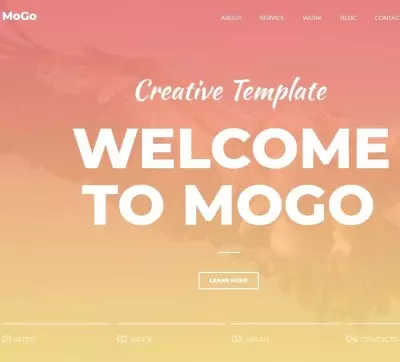 MoGo
ABOUT SERVICE WORK BLOG CONTAC
Creative Template
WELCOME
TO MOGO
LEARN MORE
01 INTRO 02 WORK 03 ABOUT 04 CONTACTS